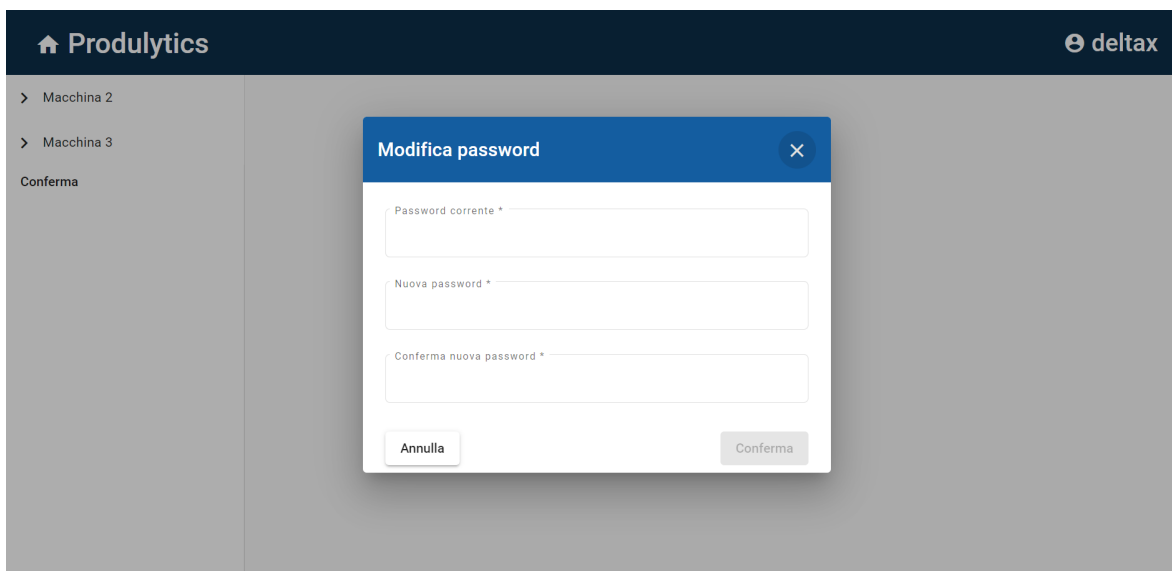 Produlytics
deltax
Macchina 2
Macchina 3
Conferma
Modifica password
Password corrente *
Nuova password *
Conferma nuova password *
Annulla
Conferma